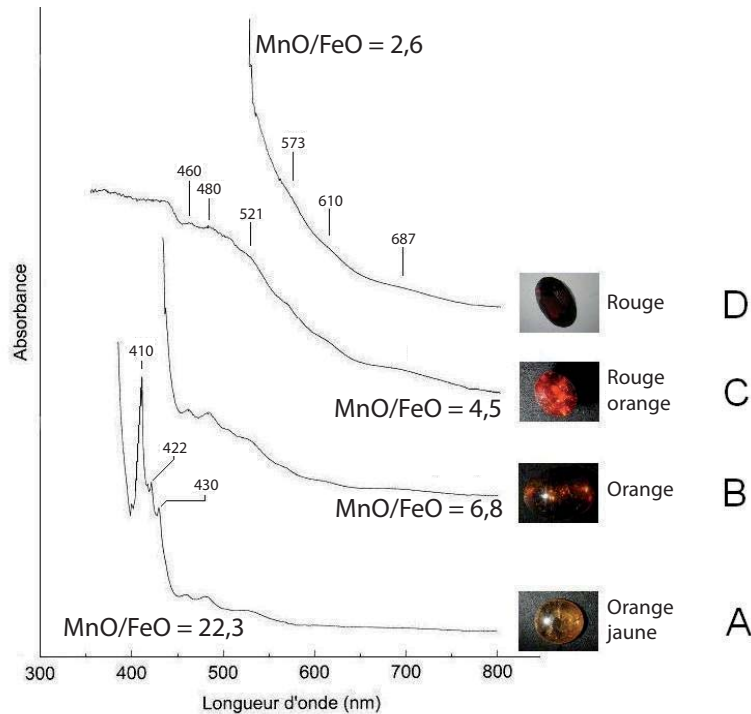 MnO/FeO = 2,6
573
610
687
460
480
521
Absorbance
Rouge
D
410
Rouge
orange
C
MnO/FeO = 4,5
422
430
Orange
B
MnO/FeO = 6,8
Orange
jaune
A
MnO/FeO = 22,3
300 400 500 600 700 800
Longueur d'onde (nm)